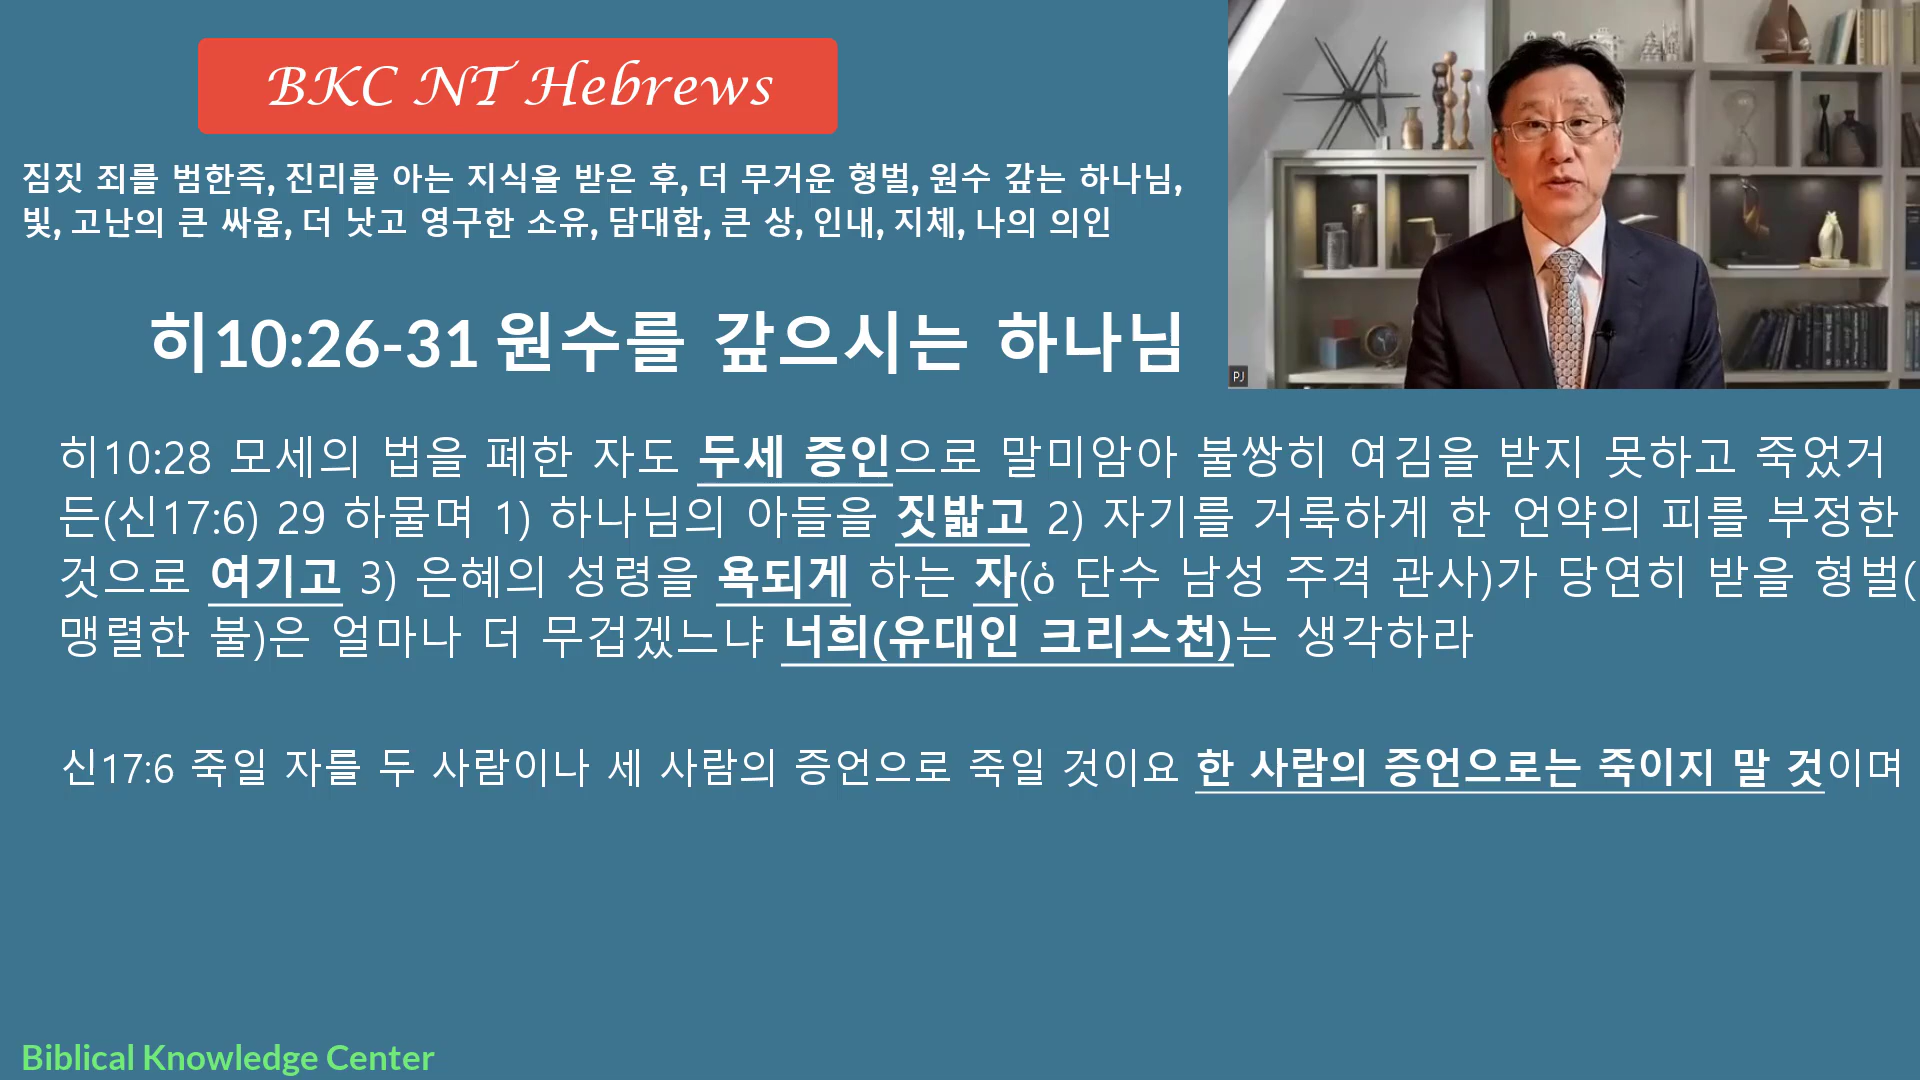 BKC NT Hebrews
짐짓 죄를 범한즉, 진리를 아는 지식을 받은 후, 더 무거운 형벌, 원수 갚는 하나님,
빛, 고난의 큰 싸움, 더 낫고 영구한 소유, 담대함, 큰 상, 인내, 지체, 나의 의인
히10:26-31 원수를 갚으시는 하나님
PJ
히10:28 모세의 법을 폐한 자도 두세 증인으로 말미암아 불쌍히 여김을 받지 못하고 죽었거
든(신17:6) 29 하물며 1) 하나님의 아들을 짓밟고 2) 자기를 거룩하게 한 언약의 피를 부정한
것으로 여기고 3) 은혜의 성령을 욕되게 하는 자(ὁ 단수 남성 주격 관사)가 당연히 받을 형벌(
맹렬한 불)은 얼마나 더 무겁겠느냐 너희(유대인 크리스천)는 생각하라
신17:6 죽일 자를 두 사람이나 세 사람의 증언으로 죽일 것이요 한 사람의 증언으로는 죽이지 말 것이며
Biblical Knowledge Center